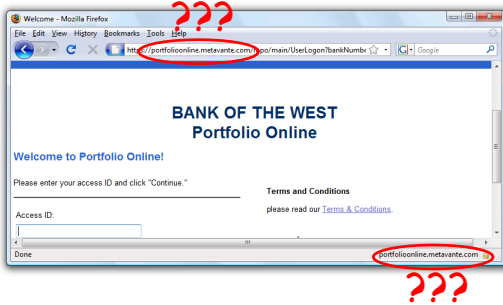 ???
Welcome - Mozilla Firefox
File Edit View History Bookmarks Tools Help
https://portfolioonline.metavante.com/ /main/UserLogon?bankNumbe Google
BANK OF THE WEST
Portfolio Online
Welcome to Portfolio Online!
Please enter your access ID and click "Continue."
Terms and Conditions
please read our Terms & Conditions.
Access ID:
Done portfolioonline.metavante.com
???